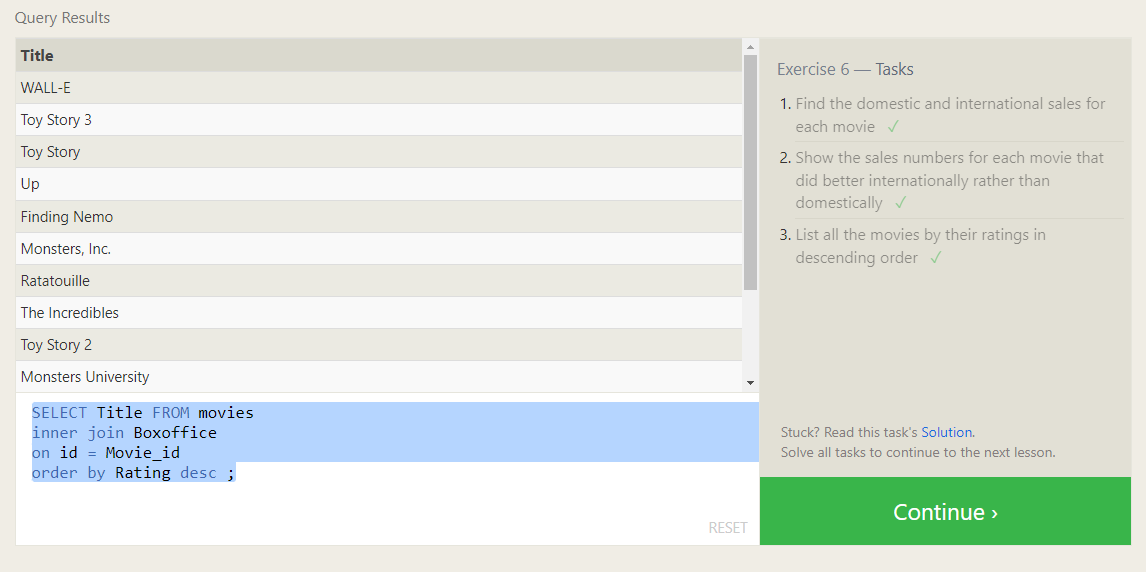 Query Results
Title
WALL-E
Toy Story 3
Toy Story
Up
Finding Nemo
Monsters, Inc.
Ratatouille
The Incredibles
Toy Story 2
Monsters University
SELECT Title FROM movies
inner join Boxoffice
on id = Movie_id
order by Rating desc ;
RESET
Exercise 6 — Tasks
1. Find the domestic and international sales for
each movie ✓
2. Show the sales numbers for each movie that
did better internationally rather than
domestically ✓
3. List all the movies by their ratings in
descending order ✓
Stuck? Read this task's Solution.
Solve all tasks to continue to the next lesson.
Continue ›